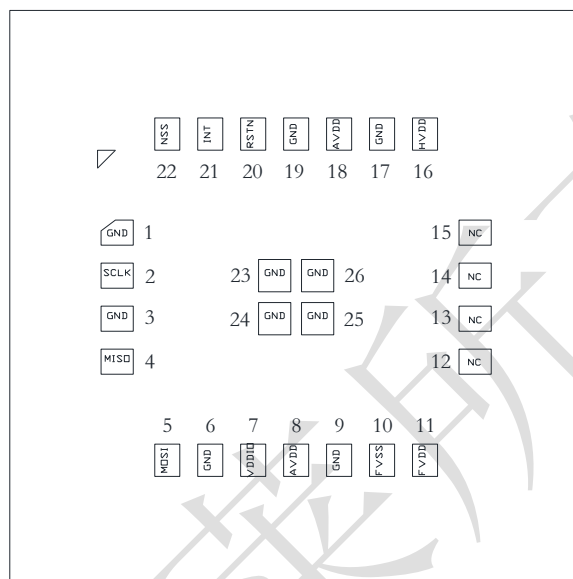 NSS INT RSTN GND AVDD GND HVDD
22 21 20 19 18 17 16
GND 1 15 NC
SCLK 2 23 GND GND 26 14 NC
GND 3 24 GND GND 25 13 NC
MISO 4 12 NC
5 6 7 8 9 10 11
MOSI GND VDDIO AVDD GND FVSS FVDD
所